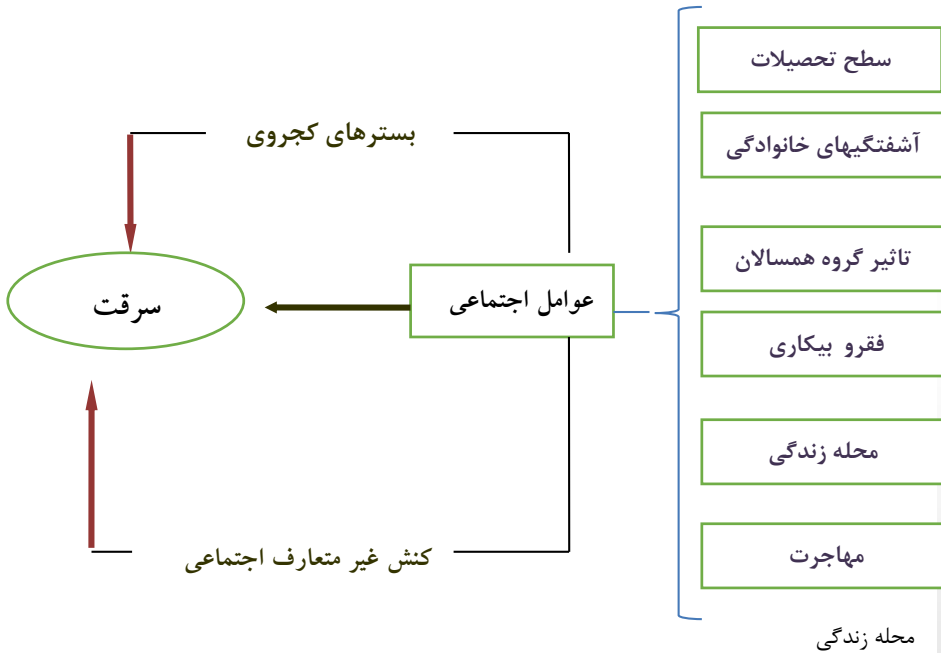 سطح تحصیلات
آشفتگیهای خانوادگی
بسترهای کجروی
تاثیر گروه همسالان
عوامل اجتماعی
سرقت
فقرو بیکاری
محله زندگی
مهاجرت
کنش غیر متعارف اجتماعی
محله زندگی